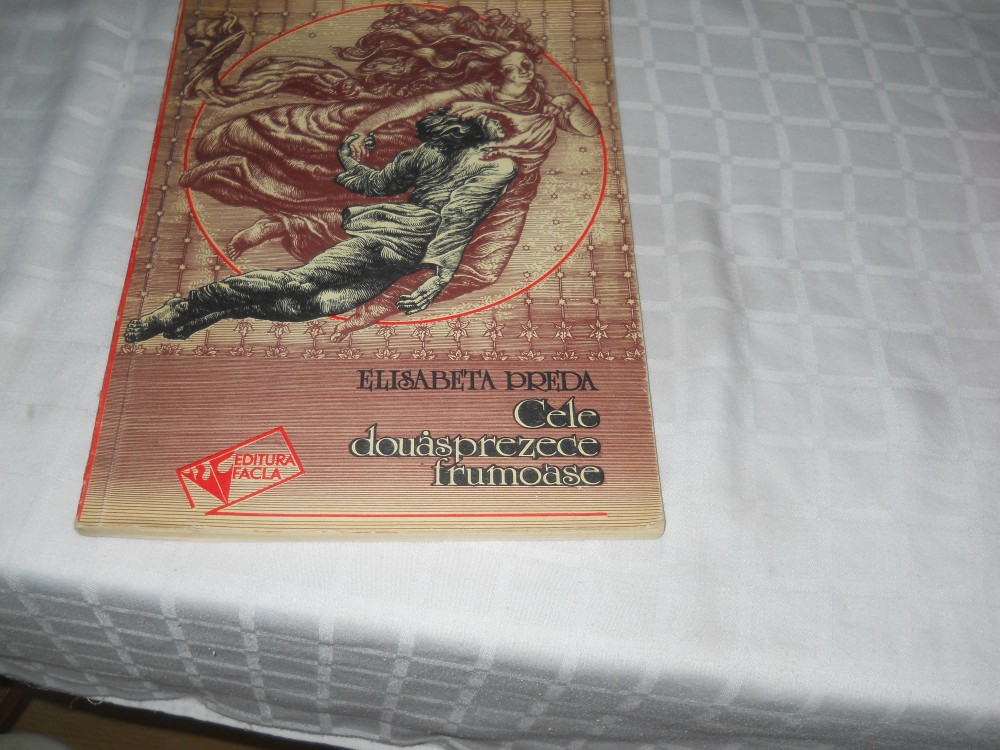 ELISABETA PREDA
Cele
douăsprezece
frumoase
EDITURA
FACLA